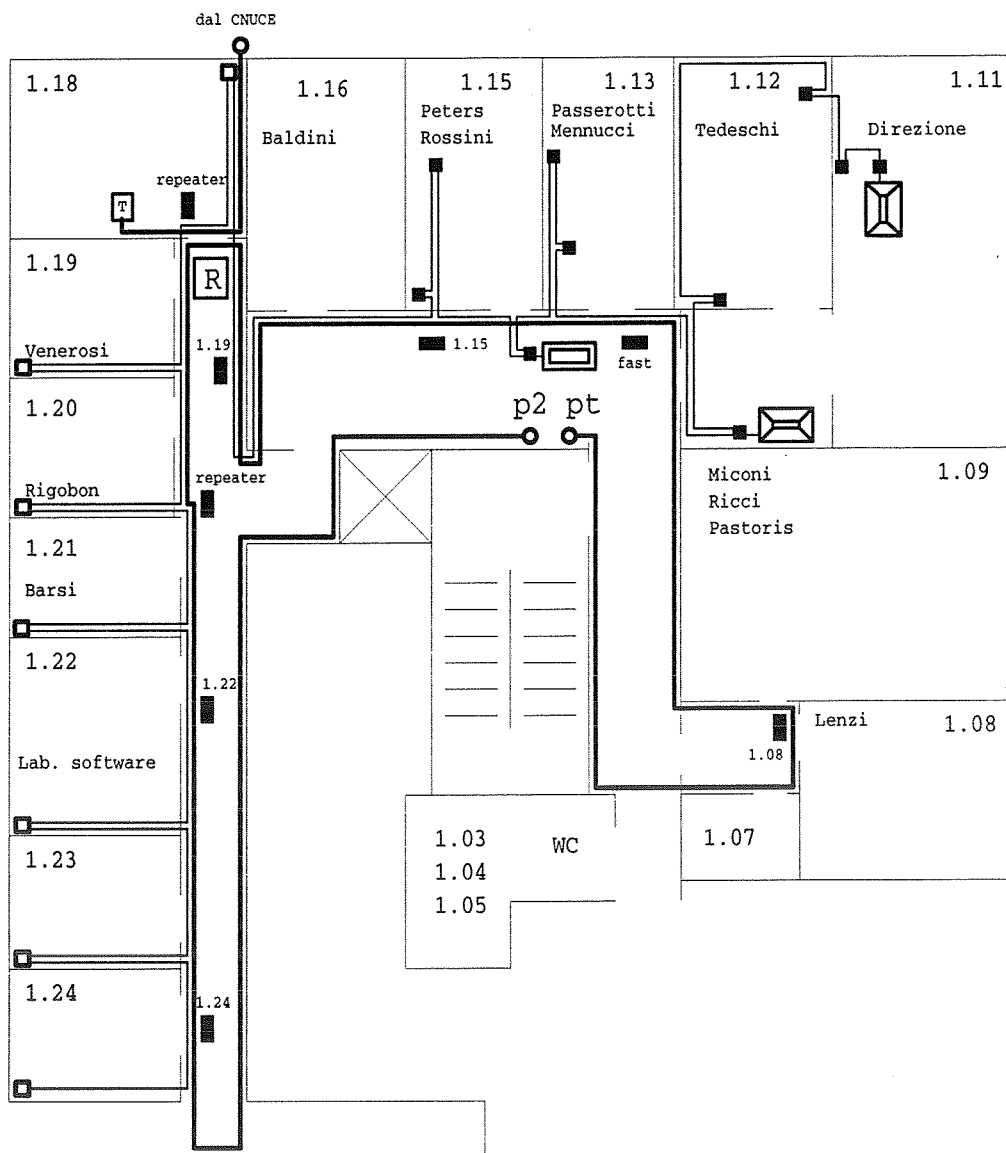 dal CNUCE
1.18
1.16
1.15
1.13
1.12
1.11
Baldini
Peters
Rossini
Passerotti
Mennucci
Tedeschi
Direzione
repeater
T
1.19
R
Venerosi
1.19
1.15
fast
1.20
p2
pt
Rigobon
repeater
Miconi
Ricci
Pastoris
1.09
1.21
Barsi
1.22
1.22
Lab. software
Lenzi
1.08
1.08
1.03
1.04
1.05
WC
1.07
1.23
1.24
1.24